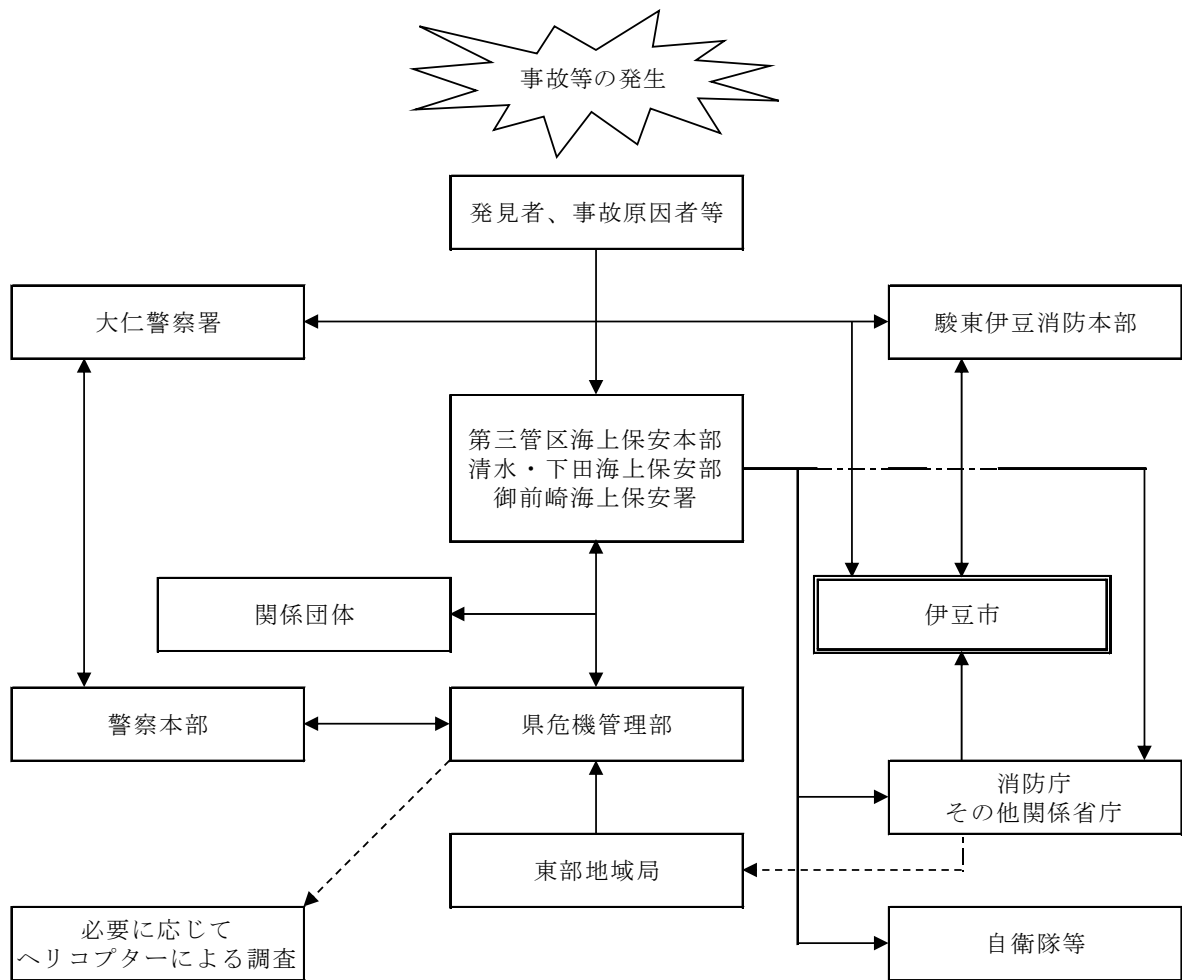 事故等の発生
発見者、事故原因者等
大仁警察署
駿東伊豆消防本部
第三管区海上保安本部
清水・下田海上保安部
御前崎海上保安署
関係団体
伊豆市
警察本部
県危機管理部
消防庁
その他関係省庁
東部地域局
必要に応じて
ヘリコプターによる調査
自衛隊等